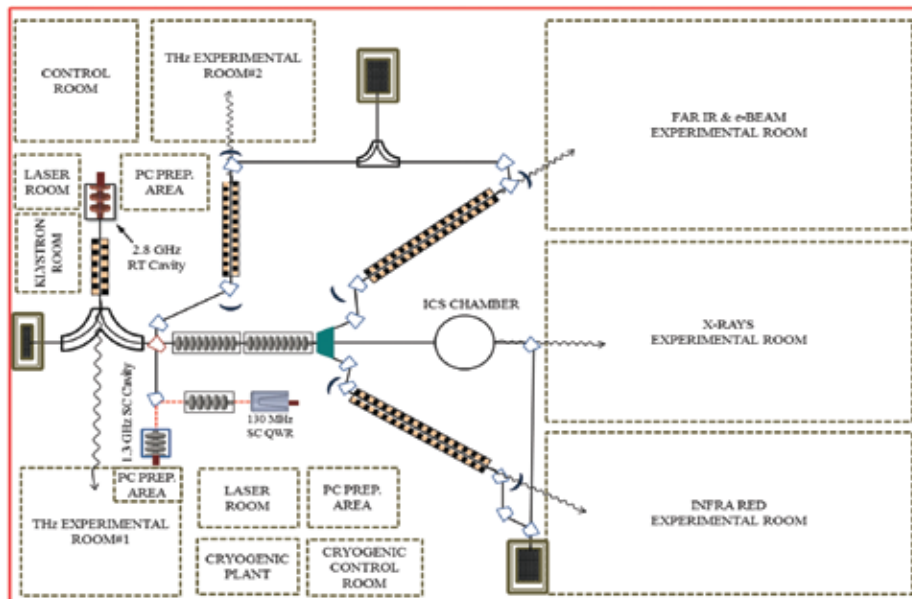 CONTROL
ROOM
THz EXPERIMENTAL
ROOM#2
FAR IR & e-BEAM
EXPERIMENTAL ROOM
LASER
ROOM
PC PREP.
AREA
KLYSTRON
ROOM
2.8 GHz
RT Cavity
ICS CHAMBER
X-RAYS
EXPERIMENTAL ROOM
1.3 GHz SC Cavity
130 MHz
SC QWR
PC PREP.
AREA
THz EXPERIMENTAL
ROOM#1
LASER
ROOM
PC PREP.
AREA
INFRA RED
EXPERIMENTAL ROOM
CRYOGENIC
PLANT
CRYOGENIC
CONTROL
ROOM